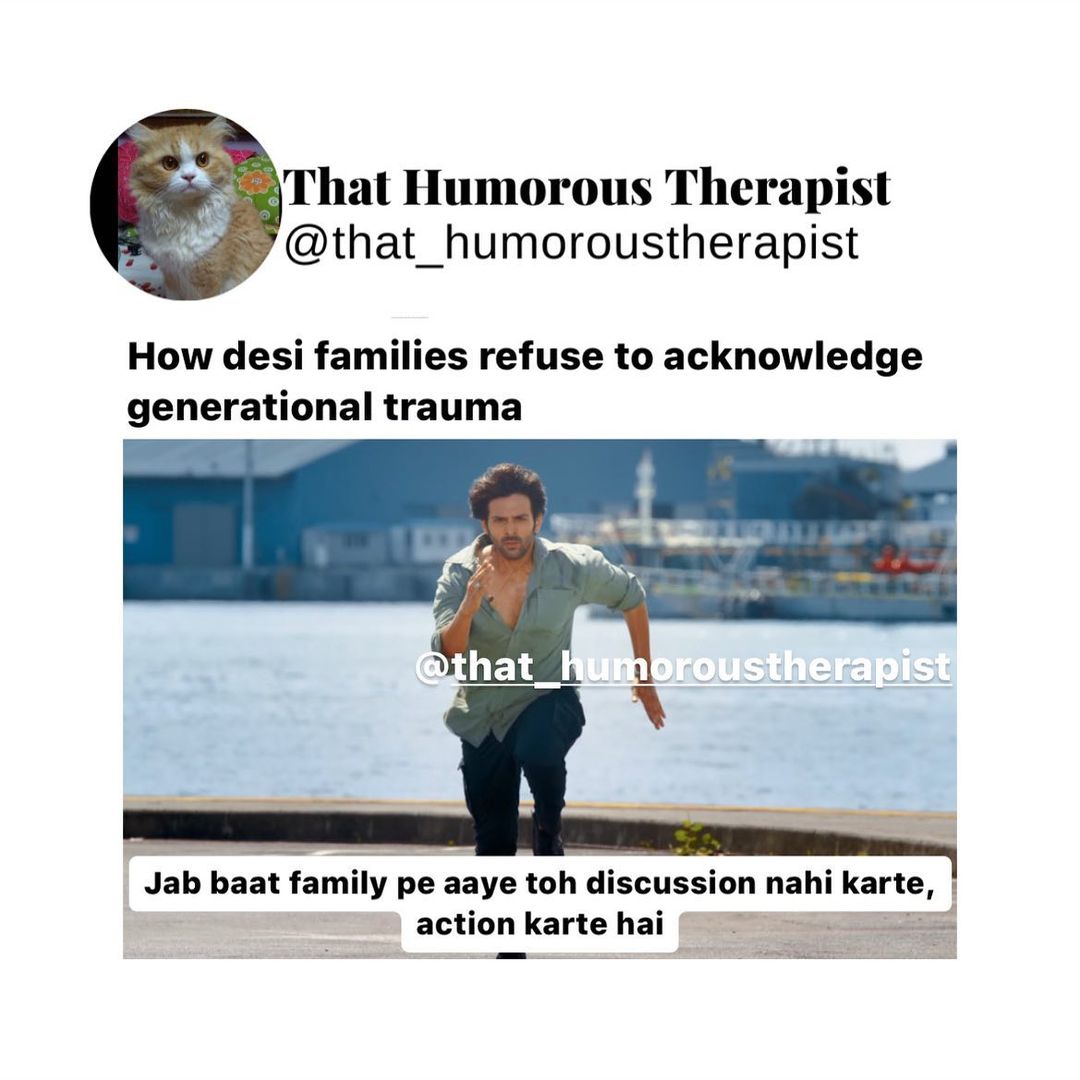 That Humorous Therapist
@that_humoroustherapist
How desi families refuse to acknowledge
generational trauma
@that_humoroustherapist
Jab baat family pe aaye toh discussion nahi karte,
action karte hai